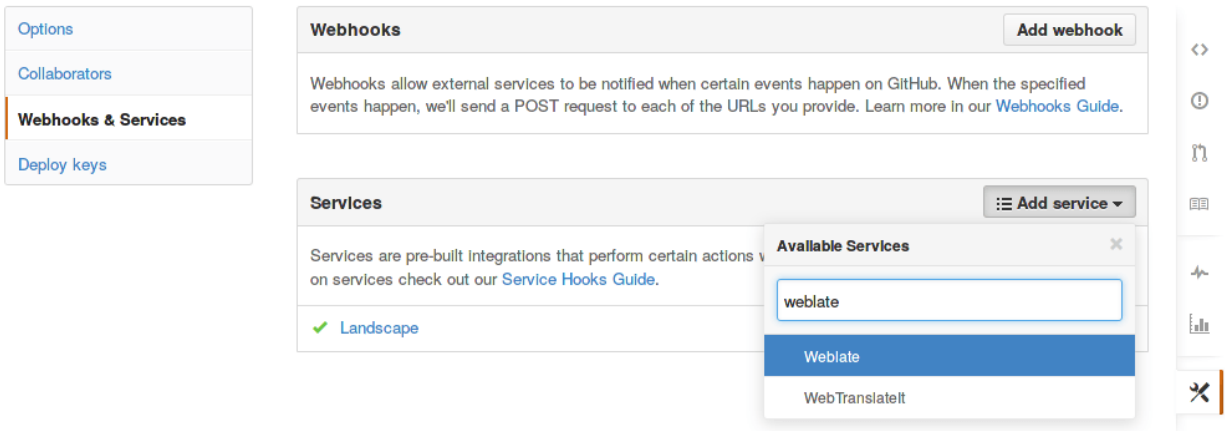 Options
Collaborators
Webhooks & Services
Deploy keys
Webhooks
Add webhook
Webhooks allow external services to be notified when certain events happen on GitHub. When the specified
events happen, we'll send a POST request to each of the URLs you provide. Learn more in our Webhooks Guide.
Services
Add service
Services are pre-built integrations that perform certain actions
on services check out our Service Hooks Guide.
Landscape
Available Services
weblate
Weblate
WebTranslateIt